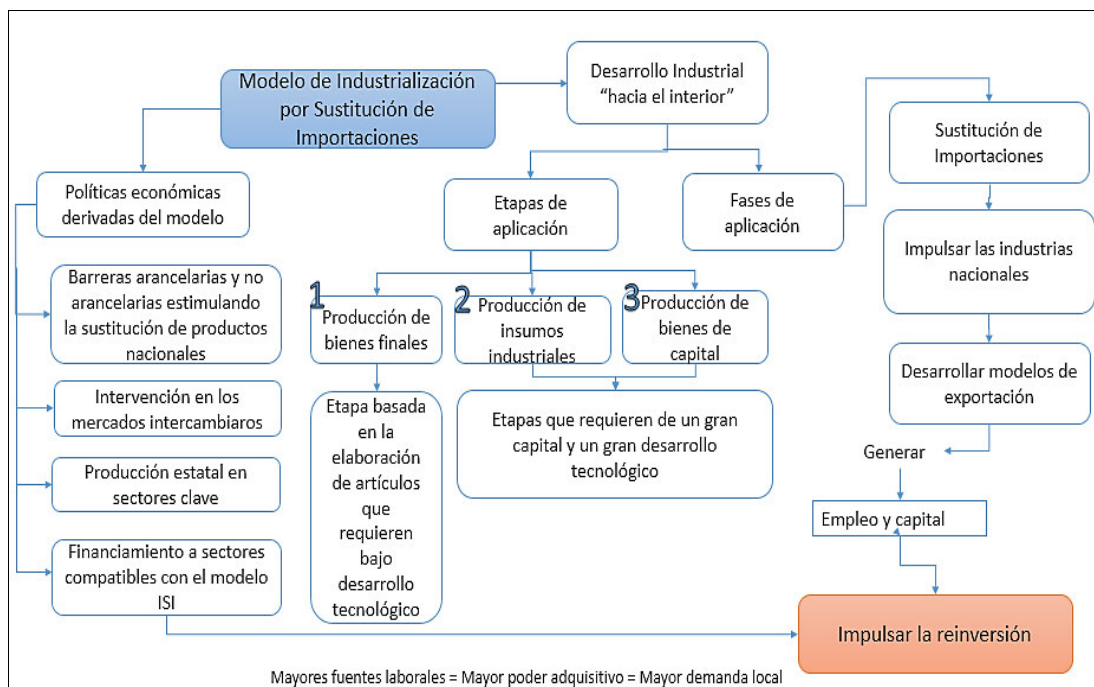 Modelo de Industrialización
por Sustitución de
Importaciones
Desarrollo Industrial
“hacia el interior”
Sustitución de
Importaciones
Políticas económicas
derivadas del modelo
Etapas de
aplicación
Fases de
aplicación
Impulsar las industrias
nacionales
Barreras arancelarias y no
arancelarias estimulando
la sustitución de productos
nacionales
1
Producción de
bienes finales
2
Producción de
insumos
industriales
3
Producción de
bienes de
capital
Desarrollar modelos de
exportación
Intervención en los
mercados intercambiaros
Etapa basada
en la
elaboración
de artículos
que
requieren
bajo
desarrollo
tecnológico
Etapas que requieren de un gran
capital y un gran desarrollo
tecnológico
Generar
Producción estatal en
sectores clave
Empleo y capital
Financiamiento a sectores
compatibles con el modelo
ISI
Impulsar la reinversión
Mayores fuentes laborales = Mayor poder adquisitivo = Mayor demanda local